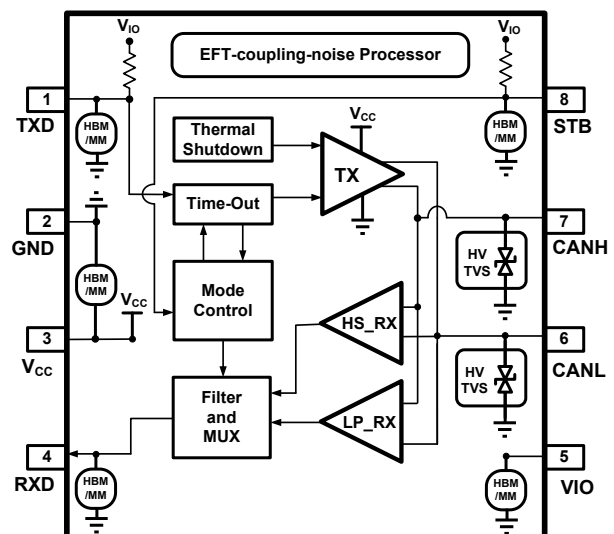 V_IO
EFT-coupling-noise Processor
V_IO
1
TXD
HBM
/MM
8
STB
HBM
/MM
Thermal
Shutdown
V_CC
TX
Time-Out
2
GND
7
CANH
HBM
/MM
HV
TVS
Mode
Control
V_CC
HS_RX
3
V_CC
6
CANL
Filter
and
MUX
LP_RX
HV
TVS
4
RXD
HBM
/MM
5
VIO
HBM
/MM